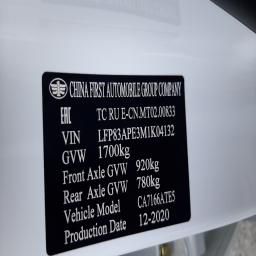 CHINA FIRST AUTOMOBILE GROUP COMPANY
EAC TC RU E-CN.MT02.00833
VIN LFP83APE3M1K04132
GVW 1700kg
Front Axle GVW 920kg
Rear Axle GVW 780kg
Vehicle Model CA7166ATE5
Production Date 12-2020